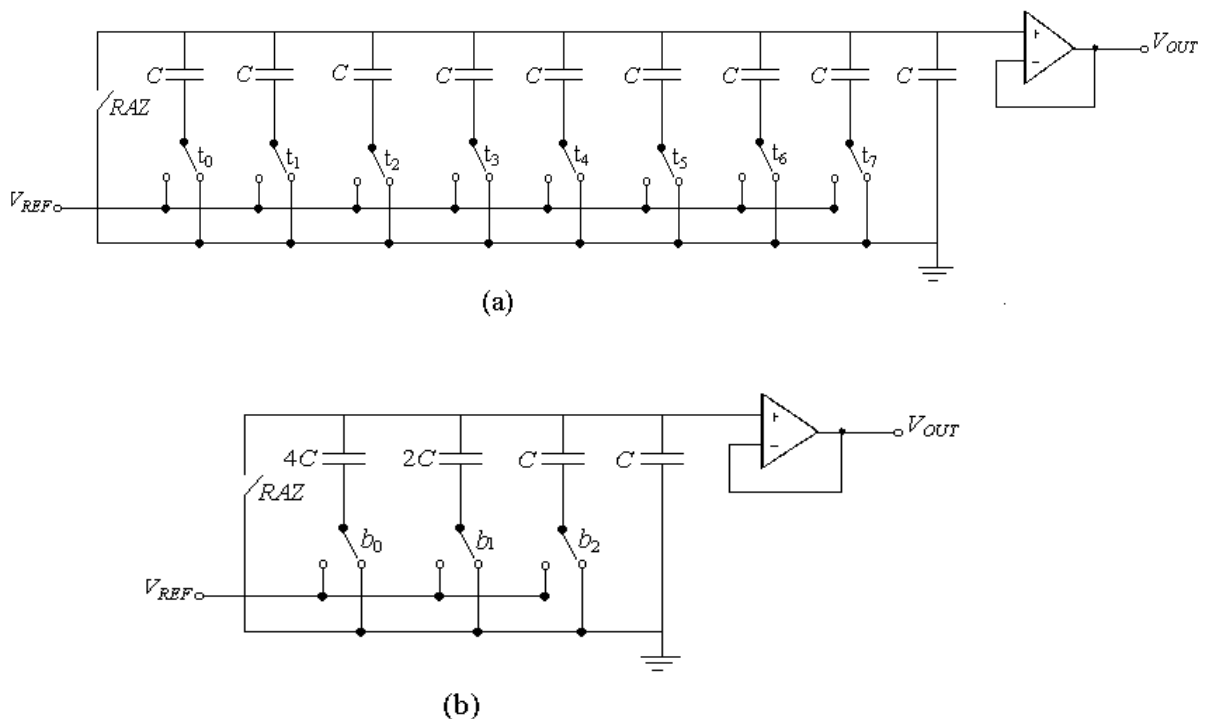 +
−
V_OUT
C C C C C C C C C
RAZ
t0 t1 t2 t3 t4 t5 t6 t7
V_REF
(a)
+
−
V_OUT
4C 2C C C
RAZ
b0 b1 b2
V_REF
(b)